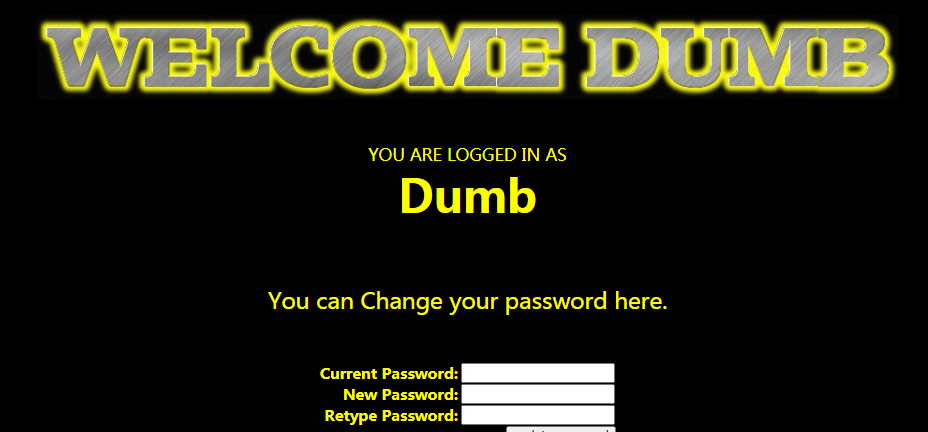 WELCOME DUMB
YOU ARE LOGGED IN AS
Dumb
You can Change your password here.
Current Password:
New Password:
Retype Password: